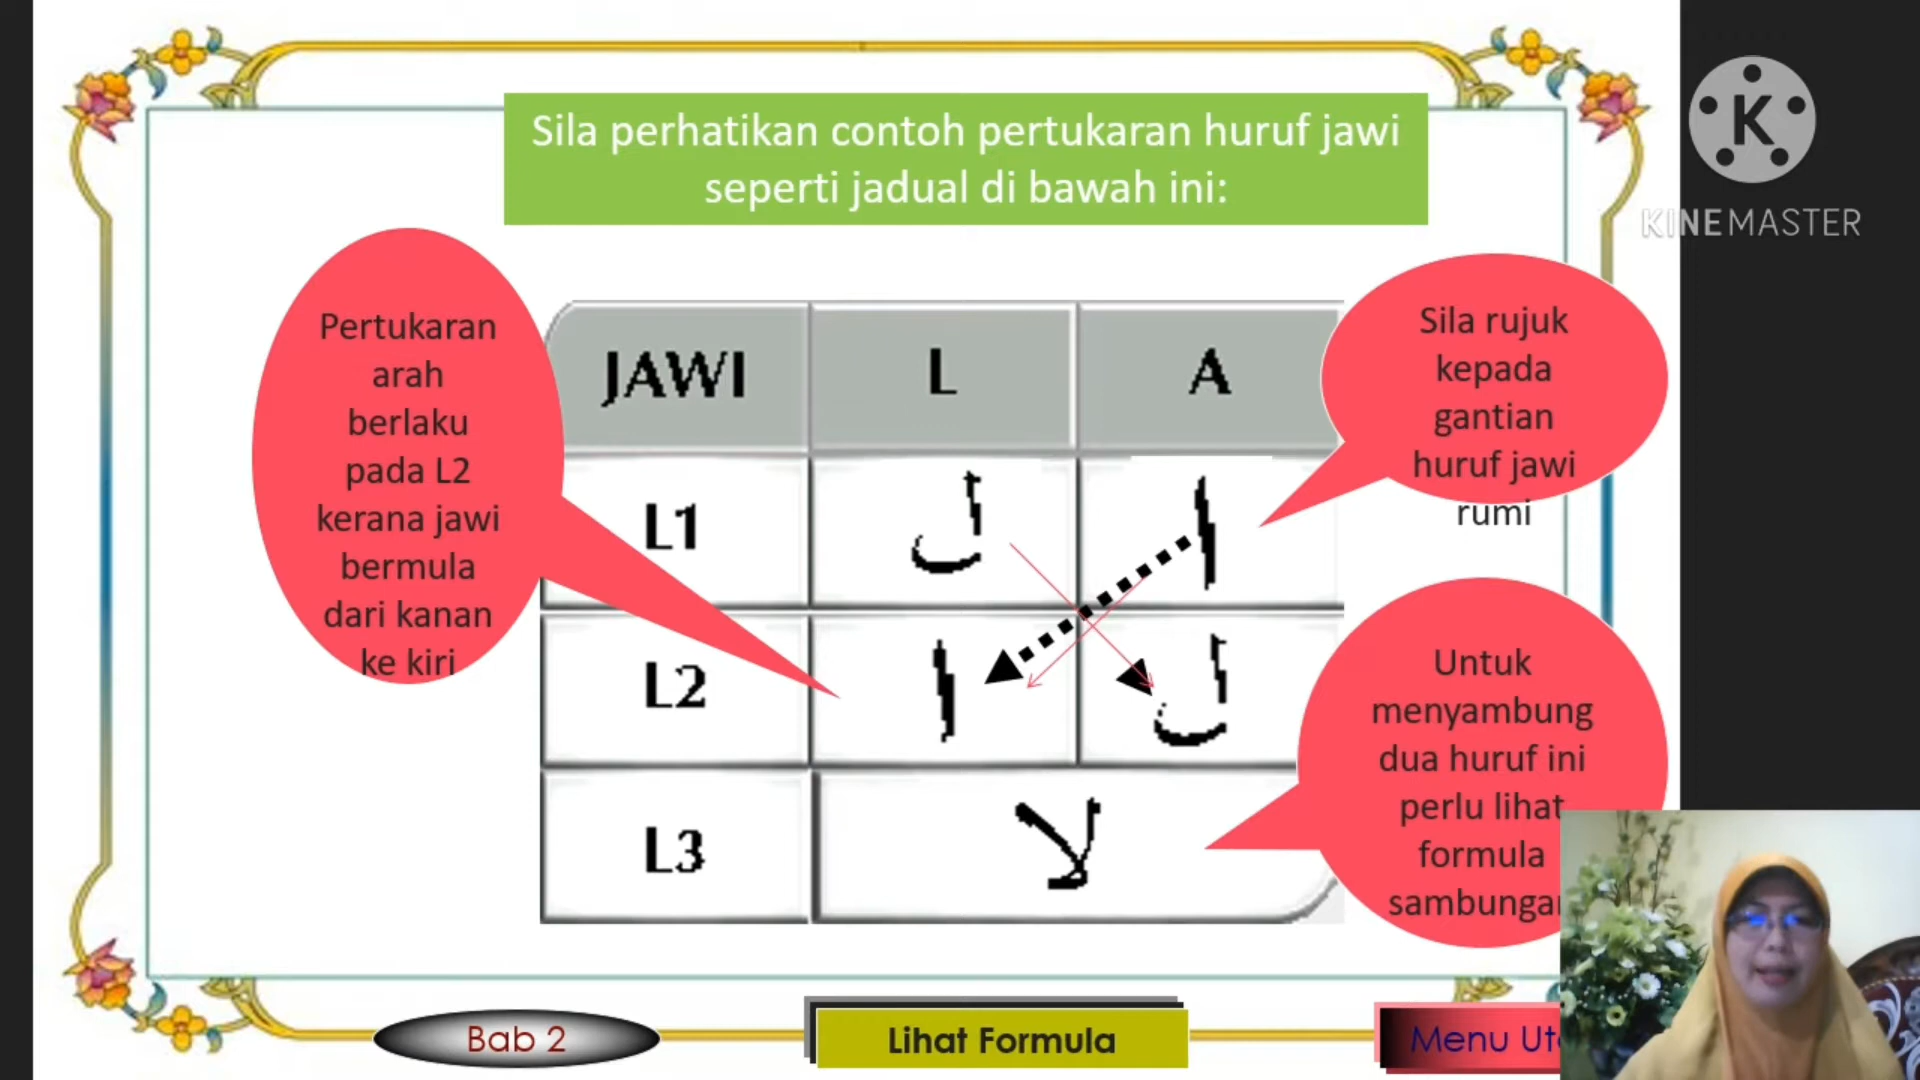 Sila perhatikan contoh pertukaran huruf jawi
seperti jadual di bawah ini:
KINEMASTER
Pertukaran
arah
berlaku
pada L2
kerana jawi
bermula
dari kanan
ke kiri
JAWI L A
L1 ل ا
L2 ا ل
L3 لا
Sila rujuk
kepada
gantian
huruf jawi
rumi
Untuk
menyambung
dua huruf ini
perlu lihat
formula
Bab 2
Lihat Formula
Menu